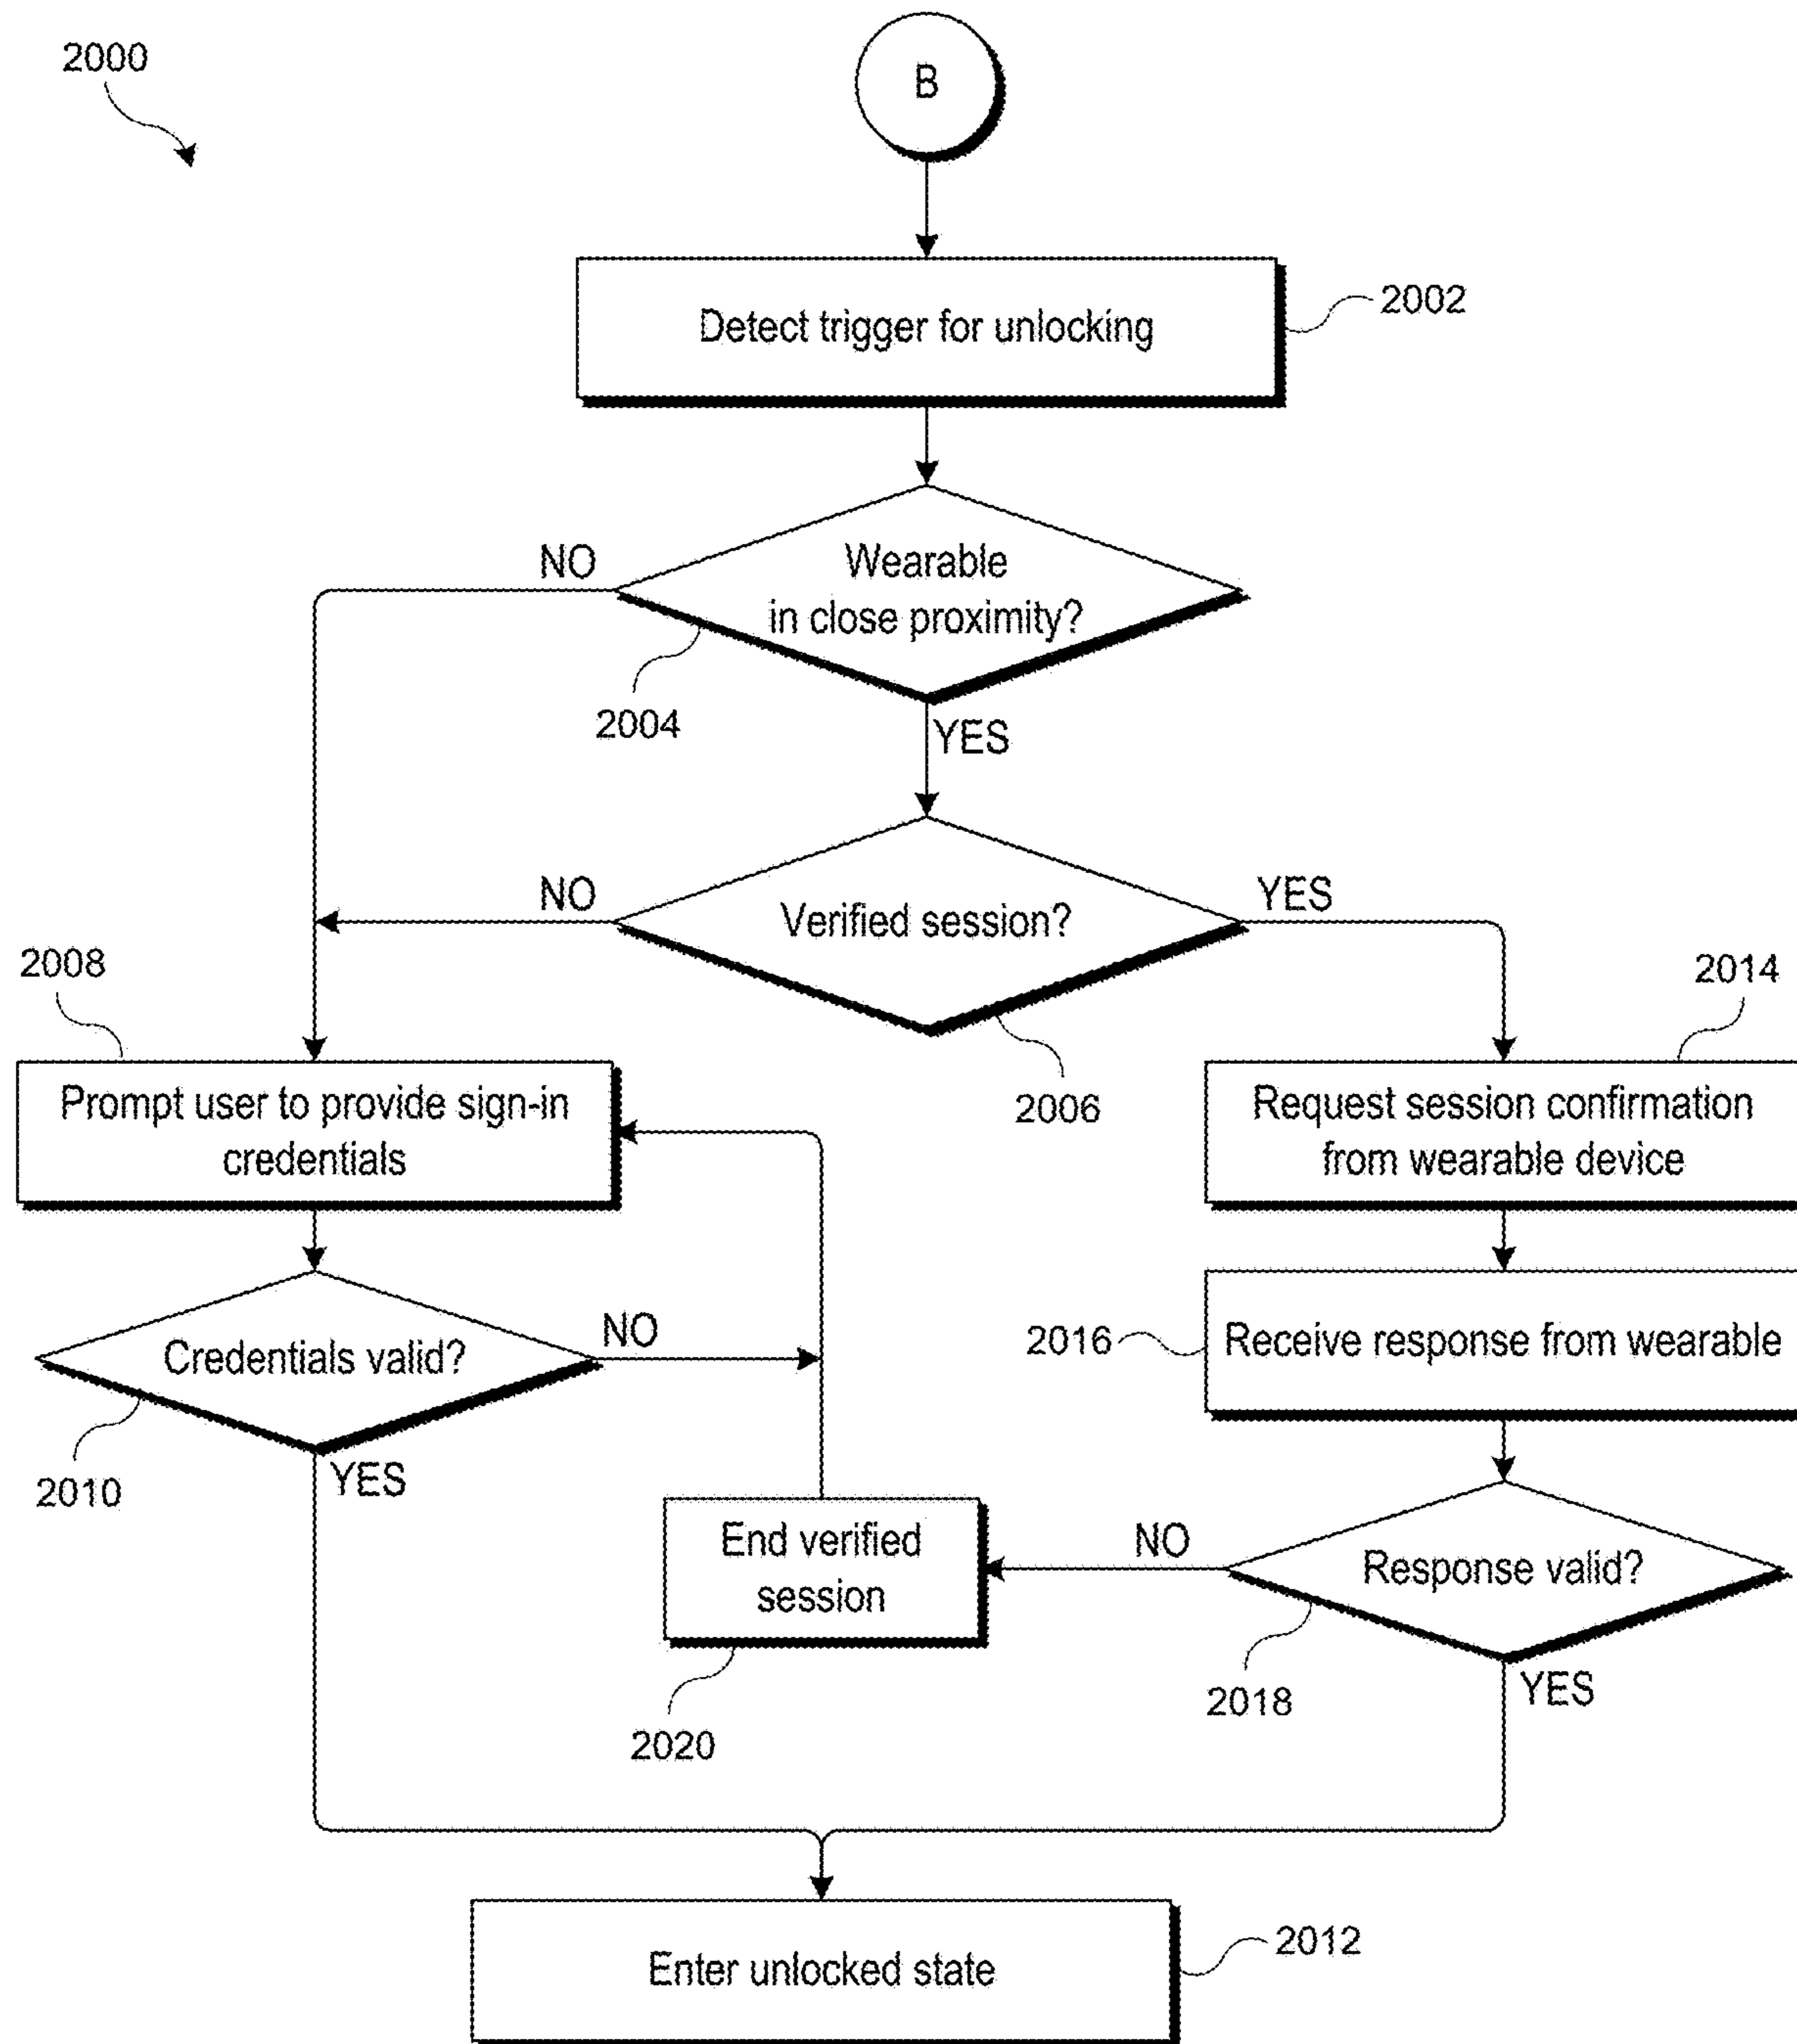 2000
B
Detect trigger for unlocking
2002
NO
Wearable
in close proximity?
2004
YES
NO
Verified session?
YES
2008
2014
2006
Prompt user to provide sign-in
credentials
Request session confirmation
from wearable device
NO
Credentials valid?
2016
Receive response from wearable
2010
YES
End verified
session
NO
Response valid?
2018
YES
2020
Enter unlocked state
2012